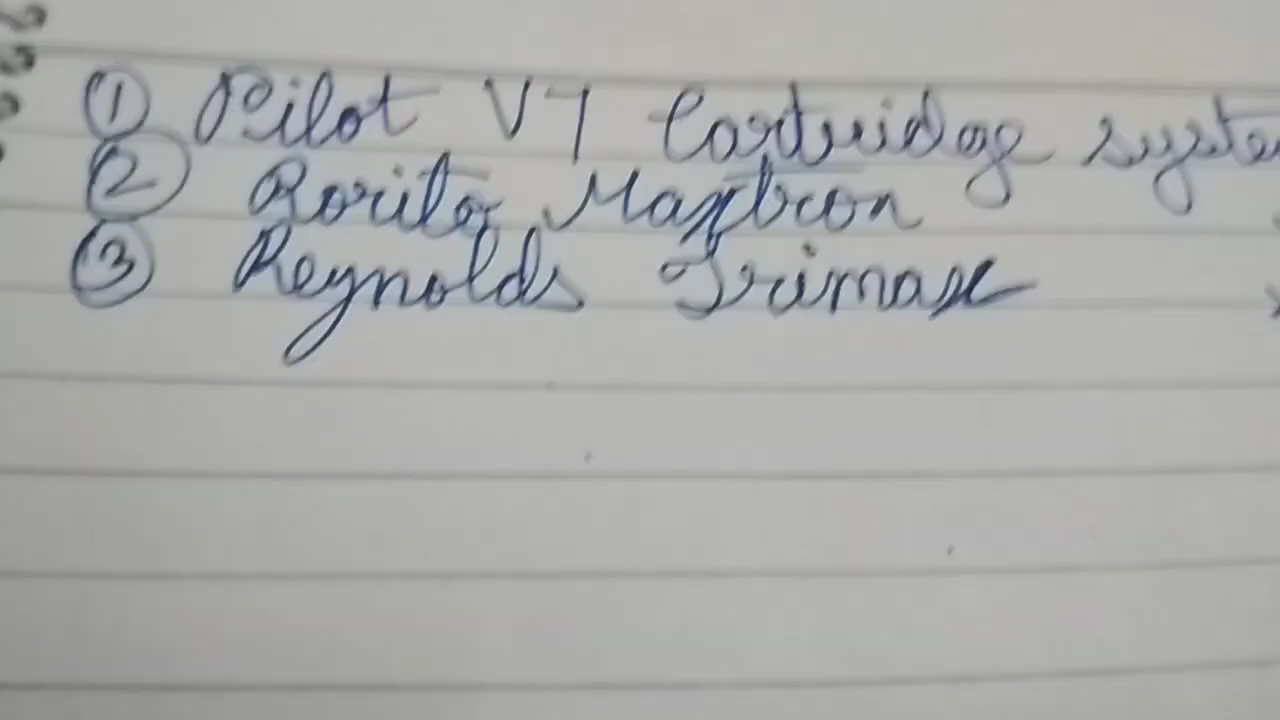 ① Pilot V7 Cartridge syste
② Rorito Maxtron
③ Reynolds Trimax